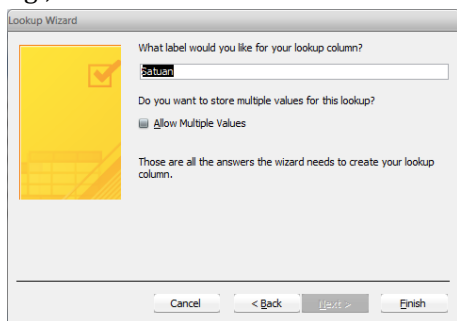 Lookup Wizard
What label would you like for your lookup column?
Satuan
Do you want to store multiple values for this lookup?
Allow Multiple Values
Those are all the answers the wizard needs to create your lookup
column.
Cancel
< Back
Next >
Finish